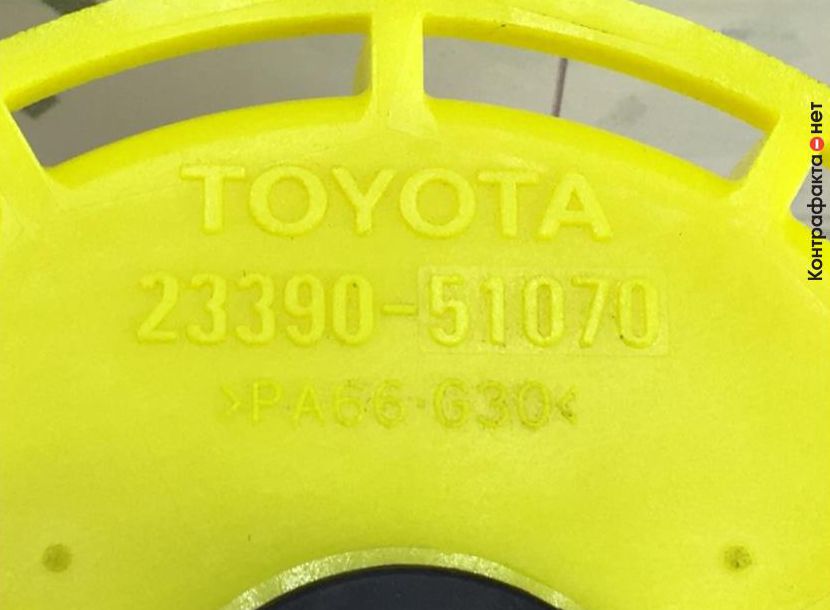 TOYOTA
23390-51070
>PA66·G30<
Контрафакта нет